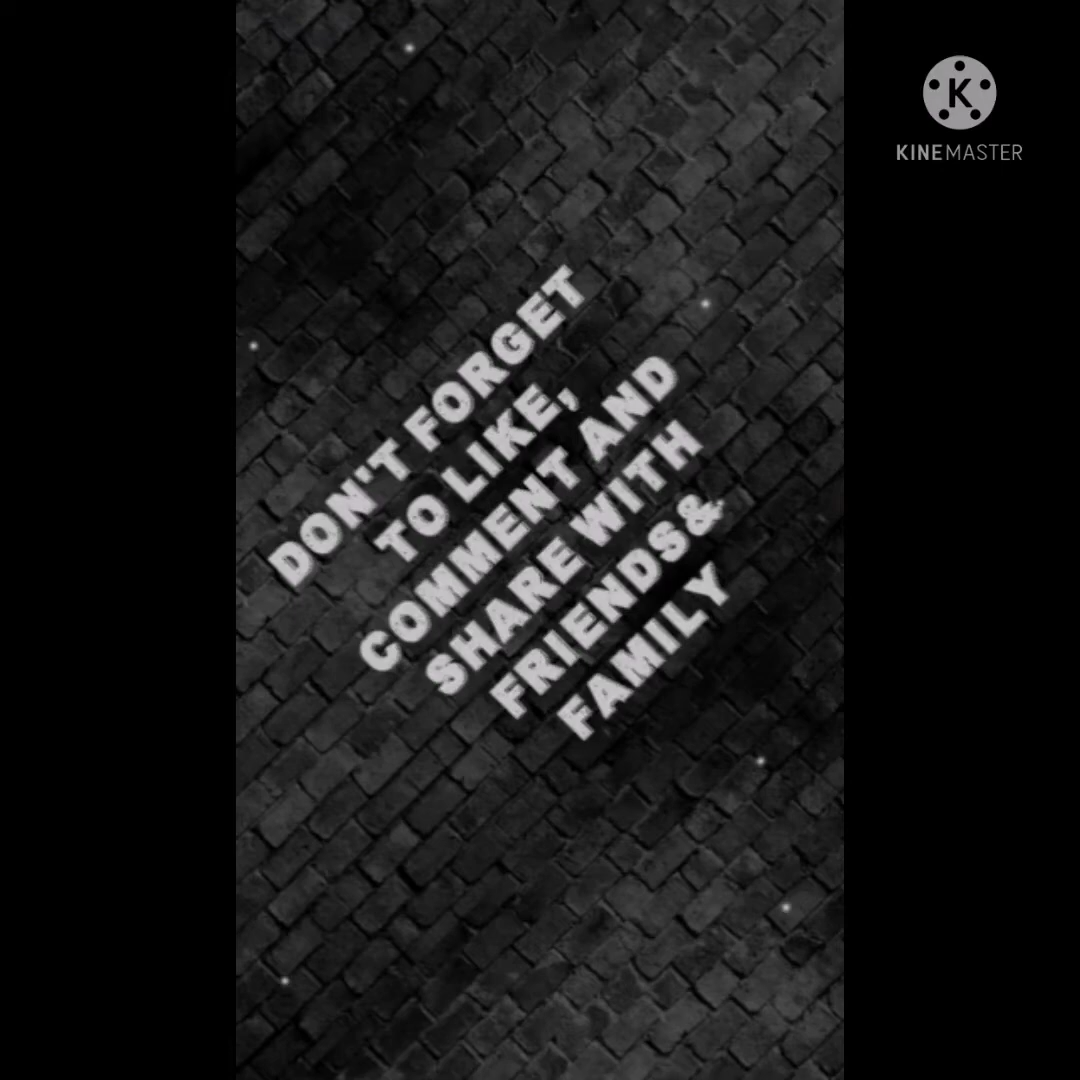 DON'T FORGET
TO LIKE,
COMMENT AND
SHARE WITH
FRIENDS&
FAMILY
K
KINEMASTER